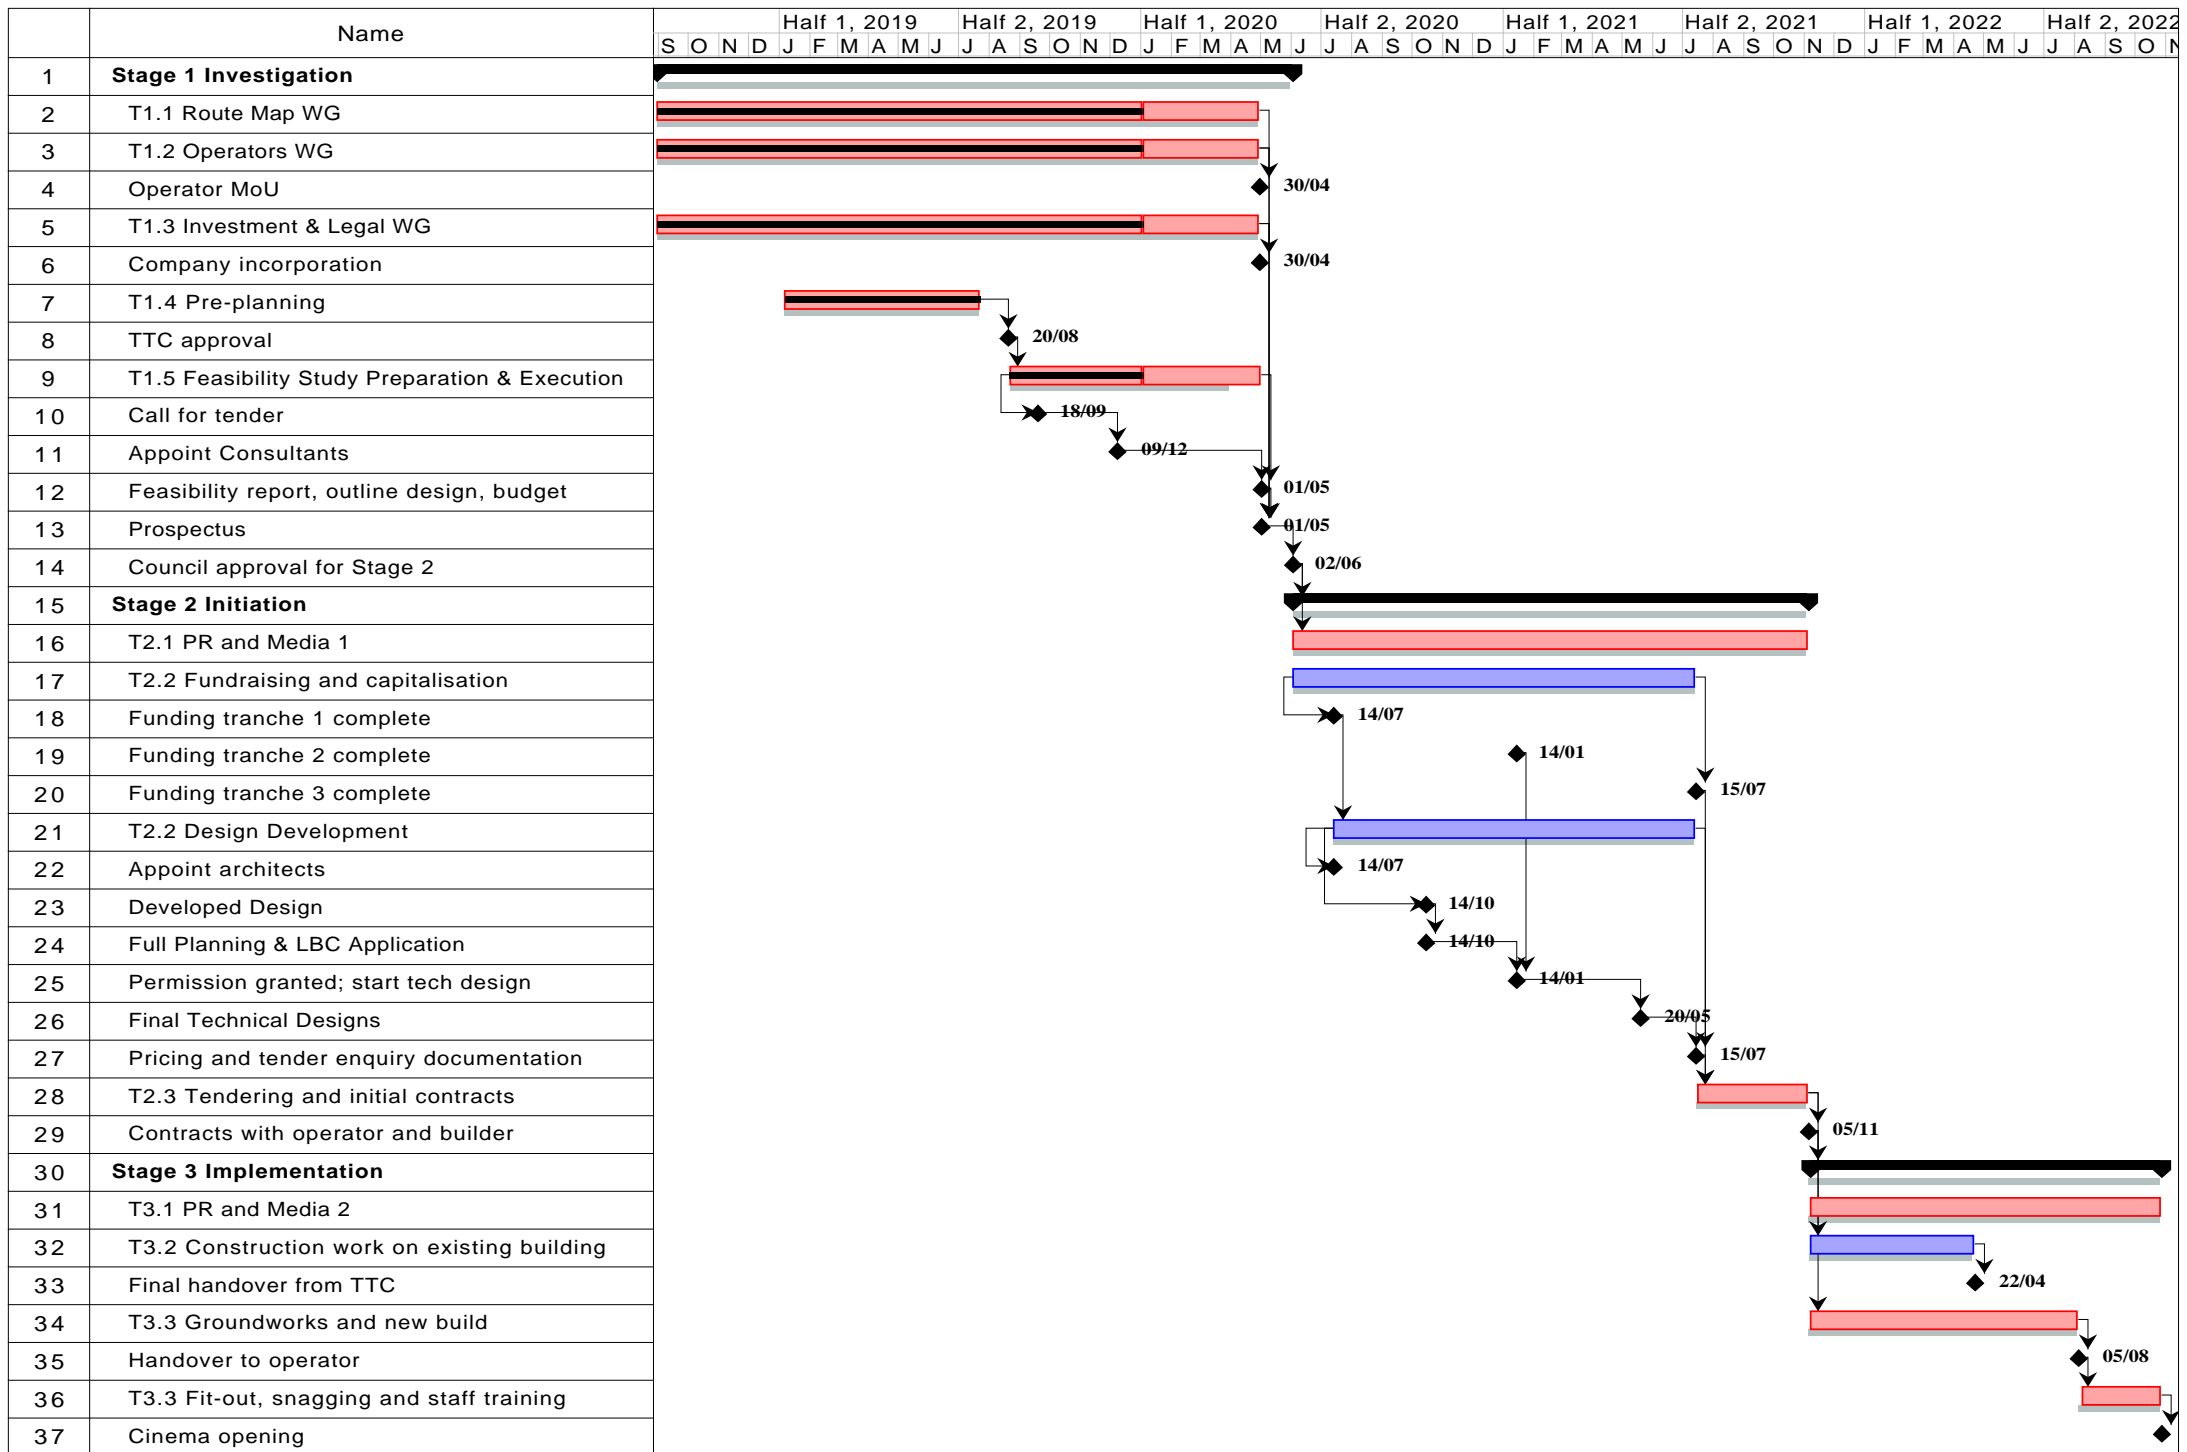 Name
Half 1, 2019 Half 2, 2019 Half 1, 2020 Half 2, 2020 Half 1, 2021 Half 2, 2021 Half 1, 2022 Half 2, 2022
S O N D J F M A M J J A S O N D J F M A M J J A S O N D J F M A M J J A S O N D J F M A M J J A S O N
1 Stage 1 Investigation
2 T1.1 Route Map WG
3 T1.2 Operators WG
4 Operator MoU 30/04
5 T1.3 Investment & Legal WG
6 Company incorporation 30/04
7 T1.4 Pre-planning
8 TTC approval 20/08
9 T1.5 Feasibility Study Preparation & Execution
10 Call for tender 18/09
11 Appoint Consultants 09/12
12 Feasibility report, outline design, budget 01/05
13 Prospectus 01/05
14 Council approval for Stage 2 02/06
15 Stage 2 Initiation
16 T2.1 PR and Media 1
17 T2.2 Fundraising and capitalisation
18 Funding tranche 1 complete 14/07
19 Funding tranche 2 complete 14/01
20 Funding tranche 3 complete 15/07
21 T2.2 Design Development
22 Appoint architects 14/07
23 Developed Design 14/10
24 Full Planning & LBC Application 14/10
25 Permission granted; start tech design 14/01
26 Final Technical Designs 20/05
27 Pricing and tender enquiry documentation 15/07
28 T2.3 Tendering and initial contracts
29 Contracts with operator and builder 05/11
30 Stage 3 Implementation
31 T3.1 PR and Media 2
32 T3.2 Construction work on existing building
33 Final handover from TTC 22/04
34 T3.3 Groundworks and new build
35 Handover to operator 05/08
36 T3.3 Fit-out, snagging and staff training
37 Cinema opening